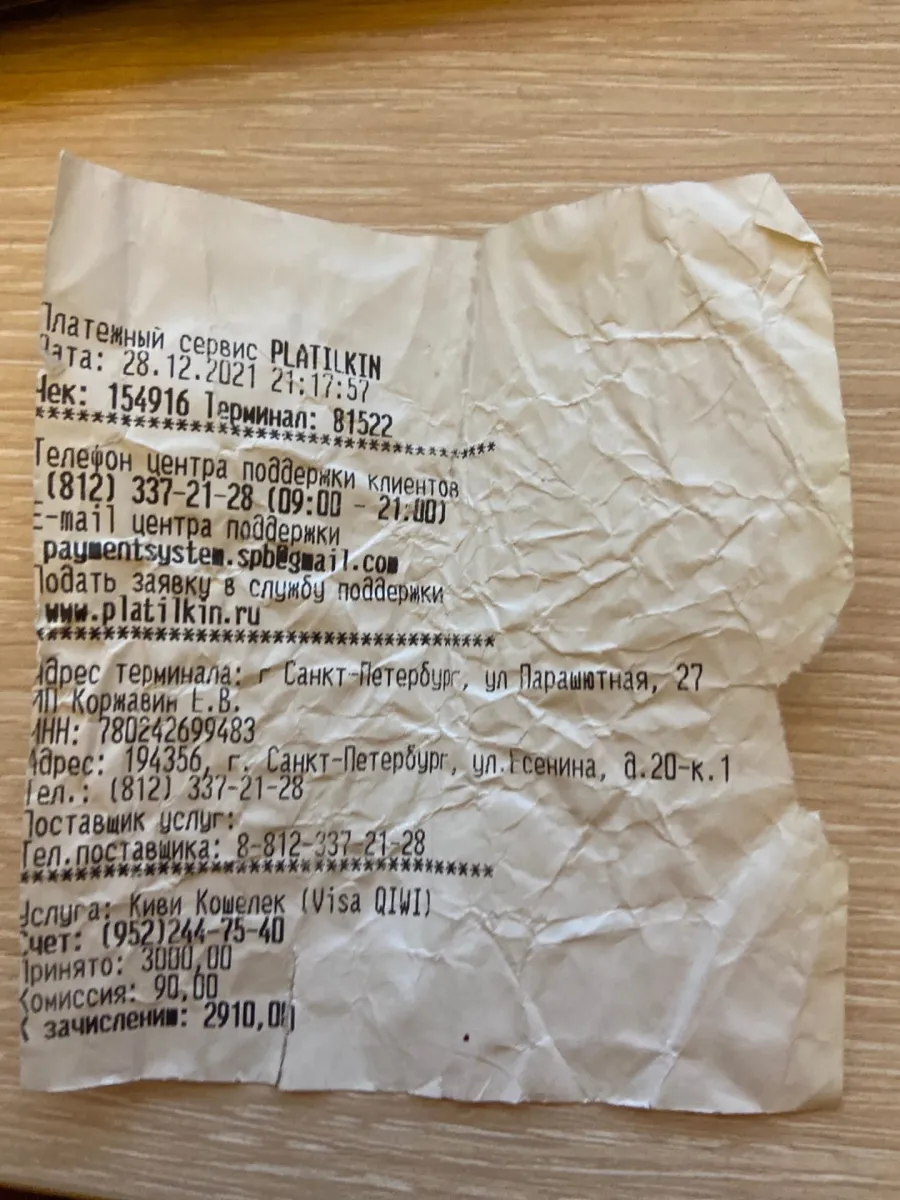 Платежный сервис PLATILKIN
Дата: 28.12.2021 21:17:57
Чек: 154916 Терминал: 81522
************************************
Телефон центра поддержки клиентов
(812) 337-21-28 (09:00 - 21:00)
E-mail центра поддержки
paymentsystem.spb@gmail.com
Подать заявку в службу поддержки
www.platilkin.ru
************************************
Адрес терминала: г Санкт-Петербург, ул Парашютная, 27
ИП Коржавин Е.В.
ИНН: 780242699483
Адрес: 194356, г. Санкт-Петербург, ул.Есенина, д.20-к.1
Тел.: (812) 337-21-28
Поставщик услуг:
Тел.поставщика: 8-812-337-21-28
************************************
Услуга: Киви Кошелек (Visa QIWI)
Счет: (952)244-75-40
Принято: 3000,00
Комиссия: 90,00
К зачислению: 2910,00